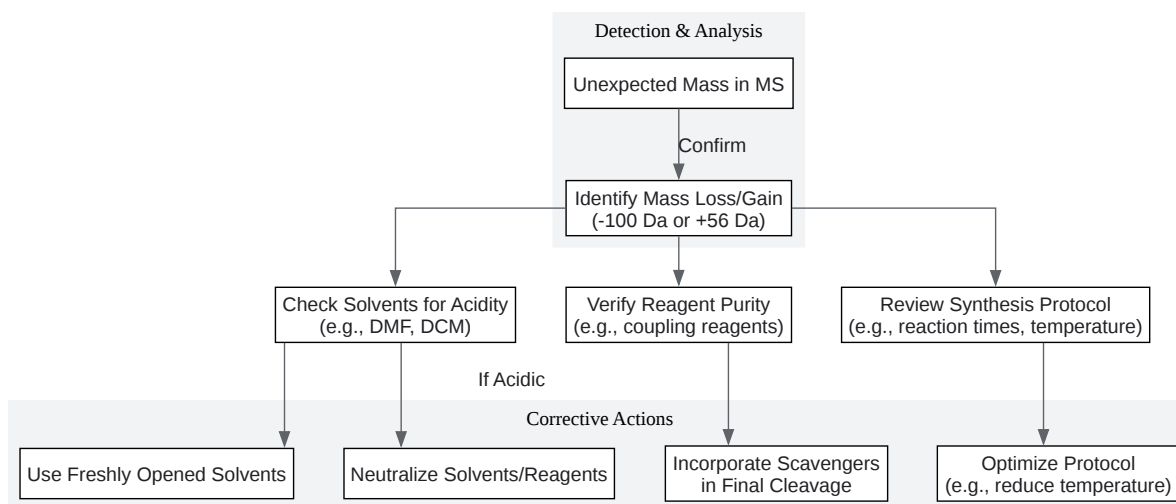 Detection & Analysis
Unexpected Mass in MS
Confirm
Identify Mass Loss/Gain
(-100 Da or +56 Da)
Check Solvents for Acidity
(e.g., DMF, DCM)
Verify Reagent Purity
(e.g., coupling reagents)
Review Synthesis Protocol
(e.g., reaction times, temperature)
If Acidic
Corrective Actions
Use Freshly Opened Solvents
Neutralize Solvents/Reagents
Incorporate Scavengers
in Final Cleavage
Optimize Protocol
(e.g., reduce temperature)